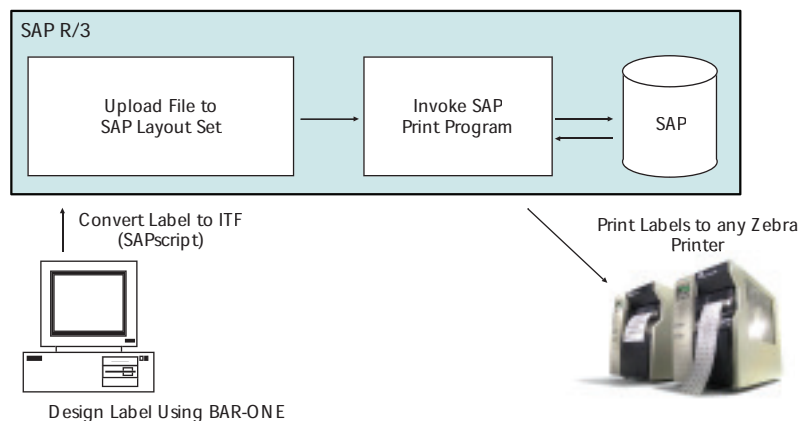 SAP R/3
Upload File to
SAP Layout Set
Invoke SAP
Print Program
SAP
Convert Label to ITF
(SAPscript)
Print Labels to any Zebra
Printer
Design Label Using BAR-ONE